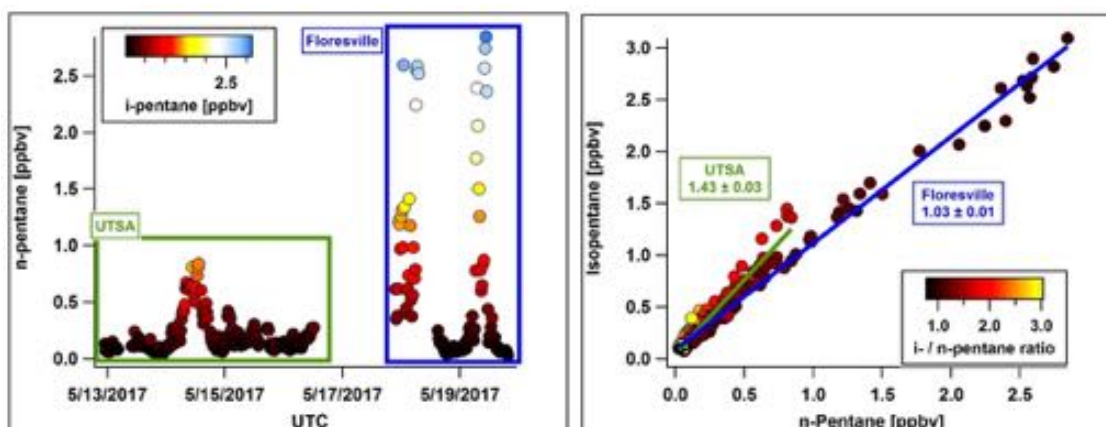 Floresville
2.5
i-pentane [ppbv]
UTSA
n-pentane [ppbv]
2.5
2.0
1.5
1.0
0.5
0.0
5/13/2017 5/15/2017 5/17/2017 5/19/2017
UTC
Isopentane [ppbv]
3.0
2.5
2.0
1.5
1.0
0.5
0.0
UTSA
1.43 ± 0.03
Floresville
1.03 ± 0.01
1.0 2.0 3.0
i- / n-pentane ratio
0.0 0.5 1.0 1.5 2.0 2.5
n-Pentane [ppbv]